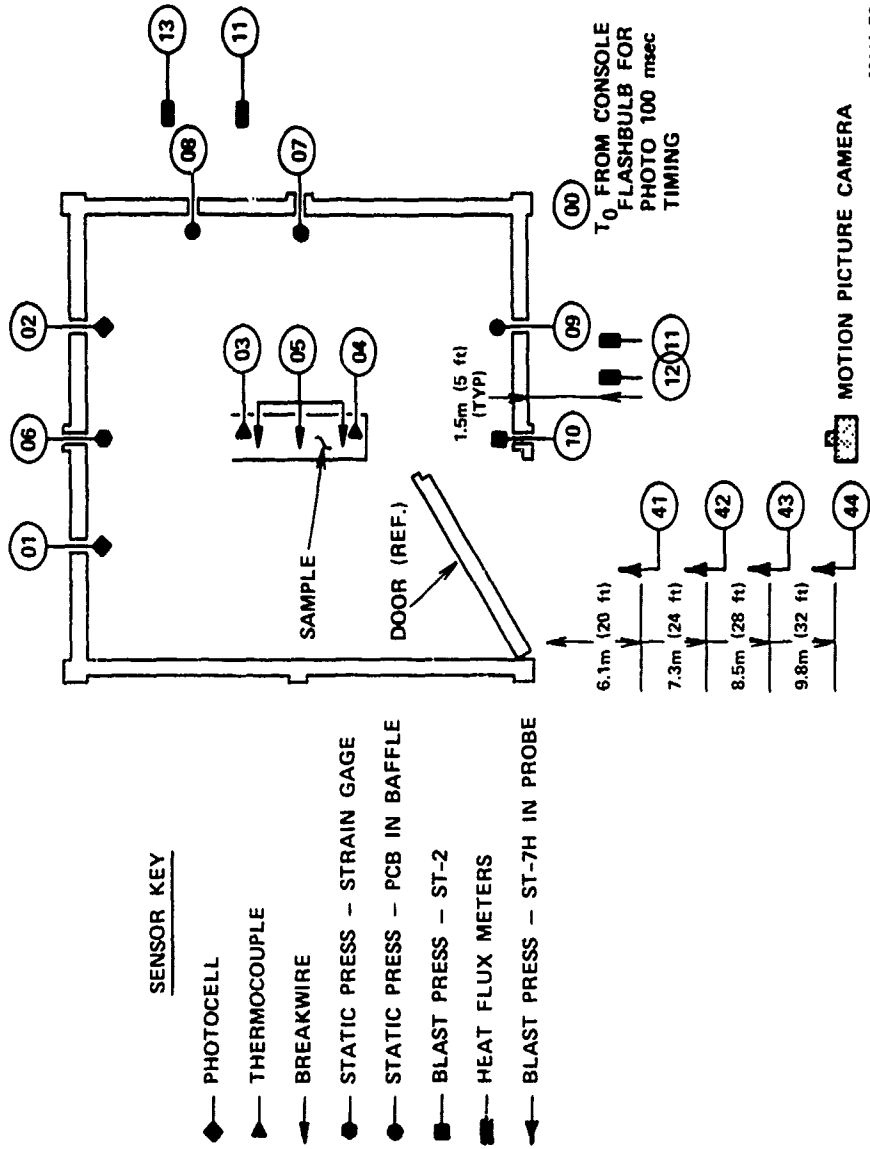 SENSOR KEY
PHOTOCELL
THERMOCOUPLE
BREAKWIRE
STATIC PRESS – STRAIN GAGE
STATIC PRESS – PCB IN BAFFLE
BLAST PRESS – ST-2
HEAT FLUX METERS
BLAST PRESS – ST-7H IN PROBE
01
06
02
13
11
08
07
03
05
04
SAMPLE
DOOR (REF.)
1.5m (5 ft)
(TYP)
10
09
12
11
00
T0 FROM CONSOLE
FLASHBULB FOR
PHOTO 100 msec
TIMING
6.1m (20 ft)
7.3m (24 ft)
8.5m (28 ft)
9.8m (32 ft)
41
42
43
44
MOTION PICTURE CAMERA